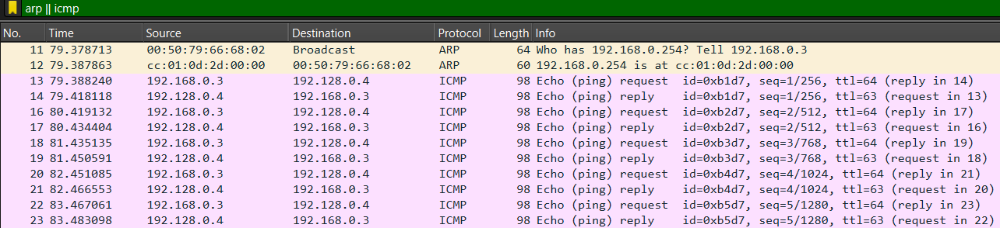 arp || icmp
No. Time Source Destination Protocol Length Info
11 79.378713 00:50:79:66:68:02 Broadcast ARP 64 Who has 192.168.0.254? Tell 192.168.0.3
12 79.387863 cc:01:0d:2d:00:00 00:50:79:66:68:02 ARP 60 192.168.0.254 is at cc:01:0d:2d:00:00
13 79.388240 192.168.0.3 192.128.0.4 ICMP 98 Echo (ping) request id=0xb1d7, seq=1/256, ttl=64 (reply in 14)
14 79.418118 192.128.0.4 192.168.0.3 ICMP 98 Echo (ping) reply id=0xb1d7, seq=1/256, ttl=63 (request in 13)
16 80.419132 192.168.0.3 192.128.0.4 ICMP 98 Echo (ping) request id=0xb2d7, seq=2/512, ttl=64 (reply in 17)
17 80.434404 192.128.0.4 192.168.0.3 ICMP 98 Echo (ping) reply id=0xb2d7, seq=2/512, ttl=63 (request in 16)
18 81.435135 192.168.0.3 192.128.0.4 ICMP 98 Echo (ping) request id=0xb3d7, seq=3/768, ttl=64 (reply in 19)
19 81.450591 192.128.0.4 192.168.0.3 ICMP 98 Echo (ping) reply id=0xb3d7, seq=3/768, ttl=63 (request in 18)
20 82.451085 192.168.0.3 192.128.0.4 ICMP 98 Echo (ping) request id=0xb4d7, seq=4/1024, ttl=64 (reply in 21)
21 82.466553 192.128.0.4 192.168.0.3 ICMP 98 Echo (ping) reply id=0xb4d7, seq=4/1024, ttl=63 (request in 20)
22 83.467061 192.168.0.3 192.128.0.4 ICMP 98 Echo (ping) request id=0xb5d7, seq=5/1280, ttl=64 (reply in 23)
23 83.483098 192.128.0.4 192.168.0.3 ICMP 98 Echo (ping) reply id=0xb5d7, seq=5/1280, ttl=63 (request in 22)